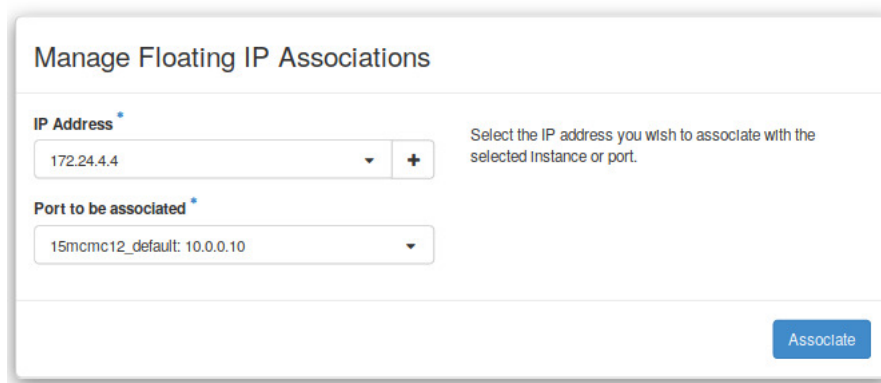 Manage Floating IP Associations
IP Address *
172.24.4.4
+
Select the IP address you wish to associate with the
selected instance or port.
Port to be associated *
15mcmc12_default: 10.0.0.10
Associate